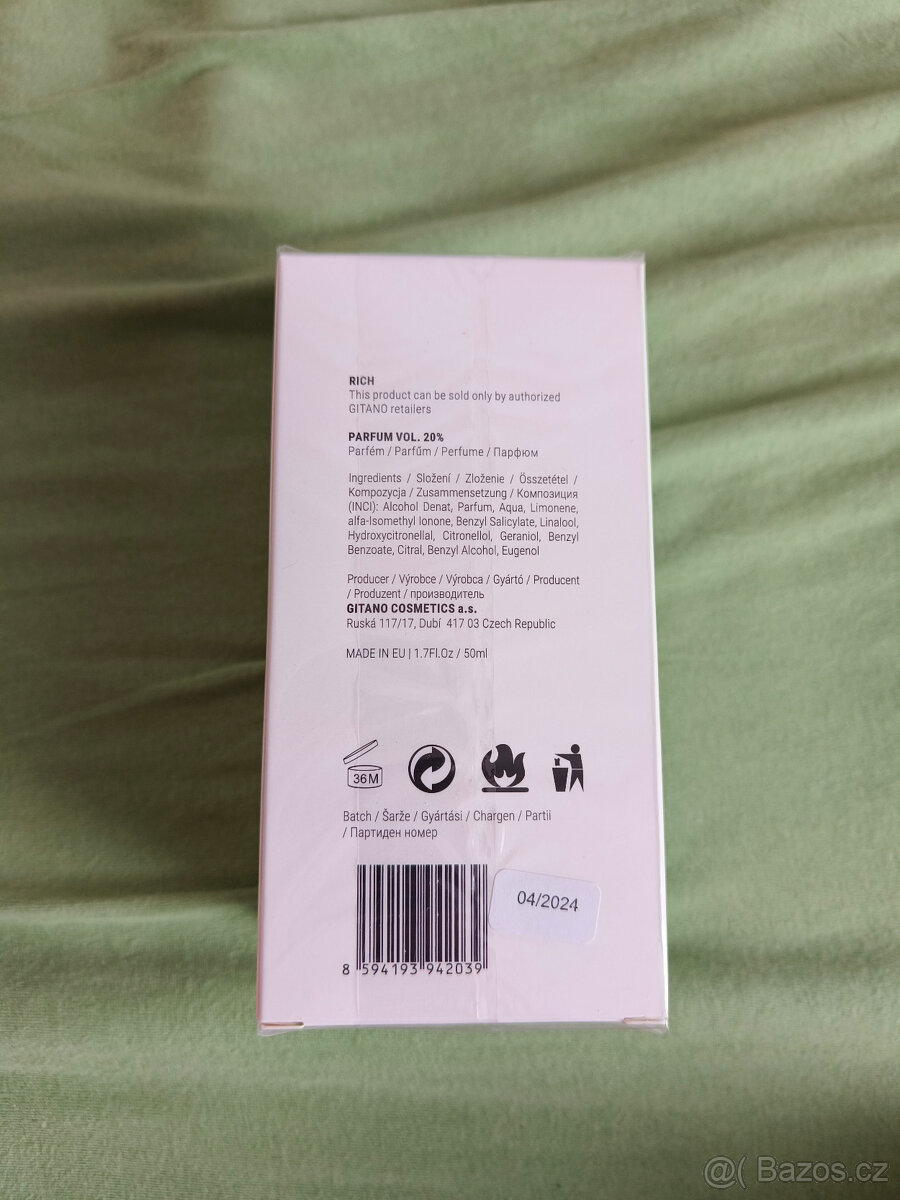 RICH
This product can be sold only by authorized
GITANO retailers
PARFUM VOL. 20%
Parfém / Parfűm / Perfume / Парфюм
Ingredients / Složení / Zloženie / Összetétel /
Kompozycja / Zusammensetzung / Композиция
(INCI): Alcohol Denat, Parfum, Aqua, Limonene,
alfa-Isomethyl Ionone, Benzyl Salicylate, Linalool,
Hydroxycitronellal, Citronellol, Geraniol, Benzyl
Benzoate, Citral, Benzyl Alcohol, Eugenol
Producer / Výrobce / Výrobca / Gyártó / Producent
/ Produzent / производитель
GITANO COSMETICS a.s.
Ruská 117/17, Dubí 417 03 Czech Republic
MADE IN EU | 1.7Fl.Oz / 50ml
36M
Batch / Šarže / Gyártási / Chargen / Partii
/ Партиден номер
04/2024
8 594193 942039
@( Bazos.cz